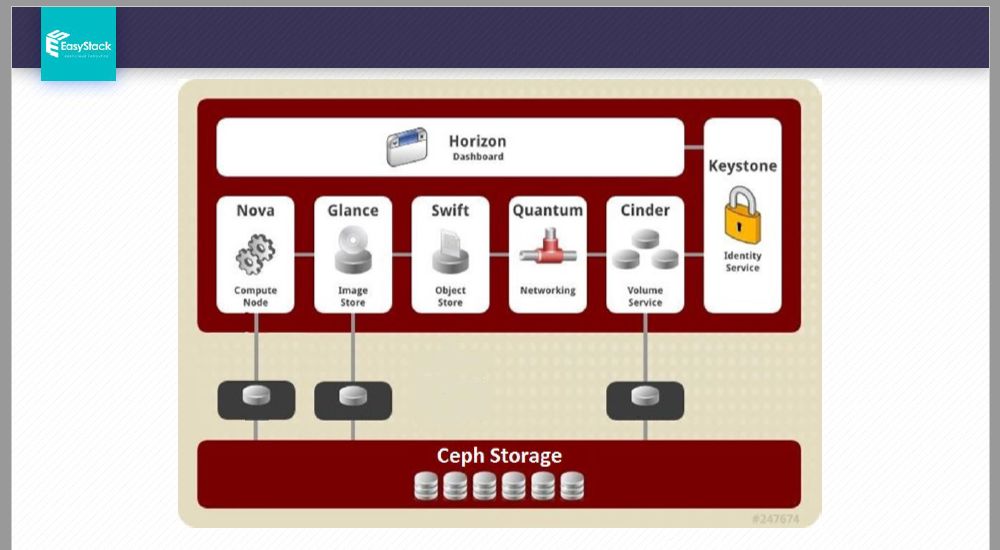 EasyStack
Horizon
Dashboard
Keystone
Identity
Service
Nova
Compute
Node
Glance
Image
Store
Swift
Object
Store
Quantum
Networking
Cinder
Volume
Service
Ceph Storage
#247674